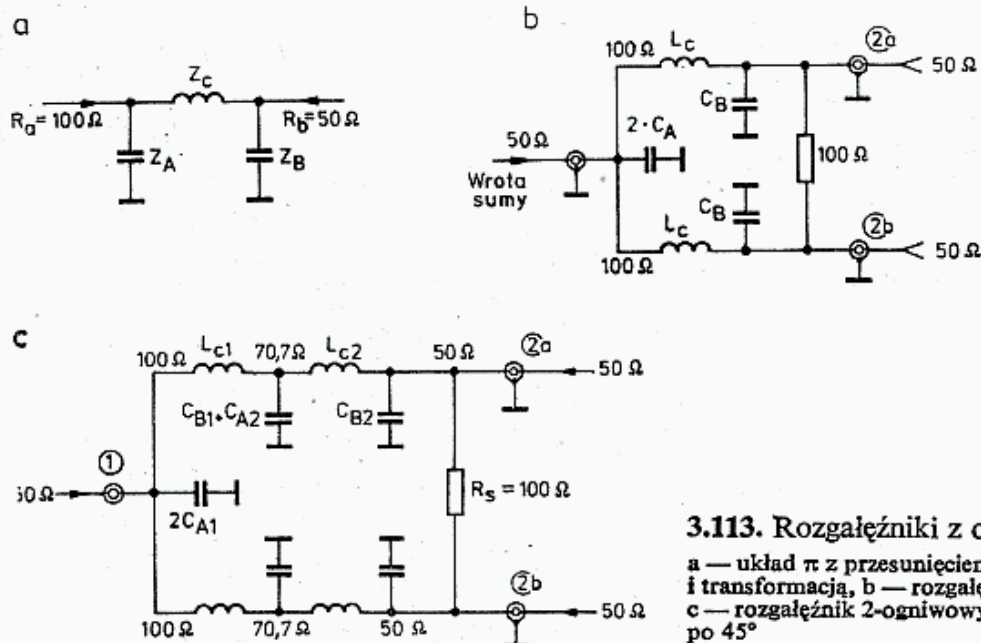 a
Z_C
R_a = 100 Ω
R_b = 50 Ω
Z_A
Z_B
b
100 Ω
L_c
②a
50 Ω
C_B
2 · C_A
50 Ω
100 Ω
Wrota
sumy
C_B
L_c
②b
100 Ω
50 Ω
c
100 Ω
L_c1
70,7 Ω
L_c2
50 Ω
②a
50 Ω
C_B1+C_A2
C_B2
①
50 Ω
R_s = 100 Ω
2C_A1
②b
100 Ω
70,7 Ω
50 Ω
50 Ω
3.113. Rozgałęźniki z
a — układ π z przesunięciem
i transformacją, b — rozgałę
c — rozgałęźnik 2-ogniwowy
po 45°